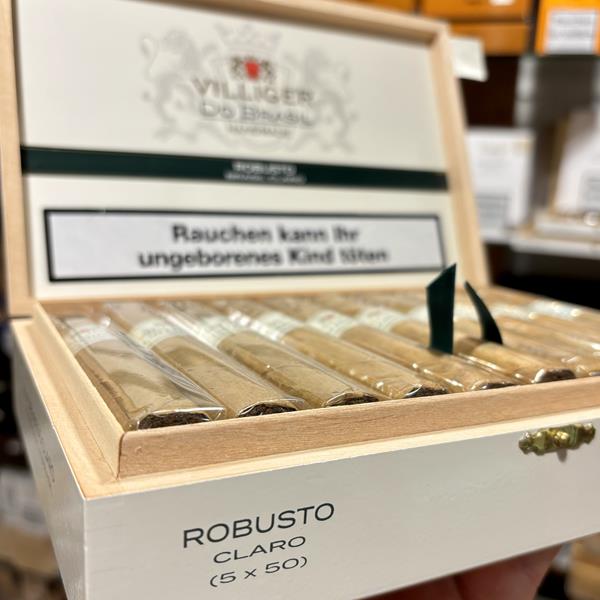 VILLIGER
DO BRASIL
ROBUSTO
Rauchen kann Ihr
ungeborenes Kind töten
ROBUSTO
CLARO
(5 x 50)